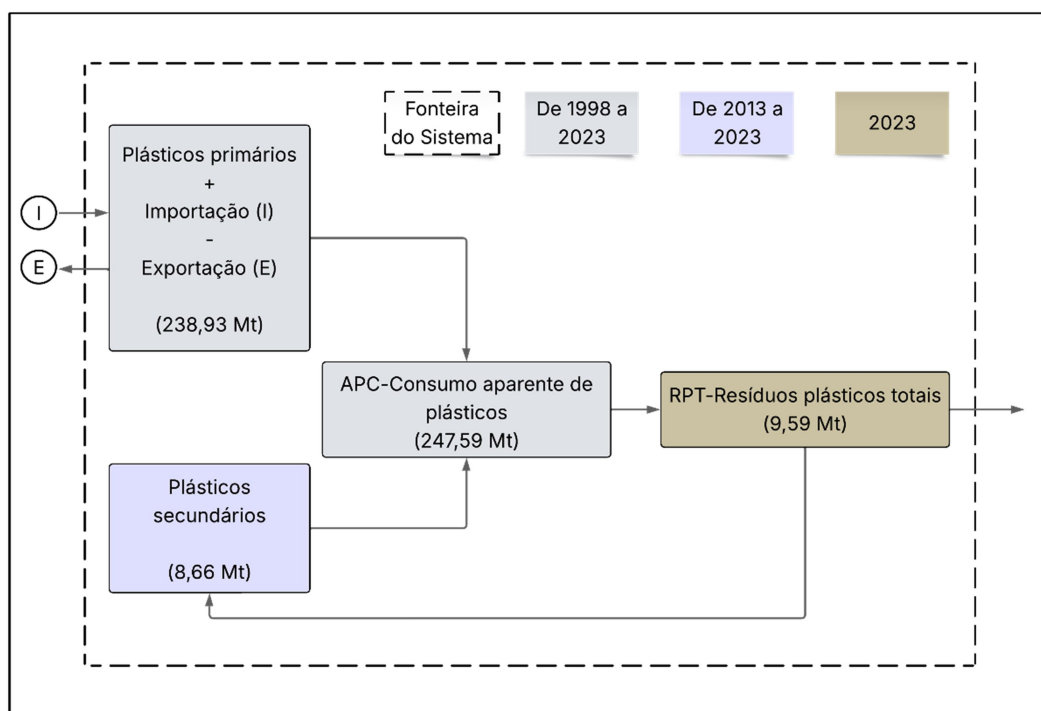 Fonteira
do Sistema
De 1998 a
2023
De 2013 a
2023
2023
Plásticos primários
+
Importação (I)
-
Exportação (E)
(238,93 Mt)
I
E
APC-Consumo aparente de
plásticos
(247,59 Mt)
RPT-Resíduos plásticos totais
(9,59 Mt)
Plásticos
secundários
(8,66 Mt)